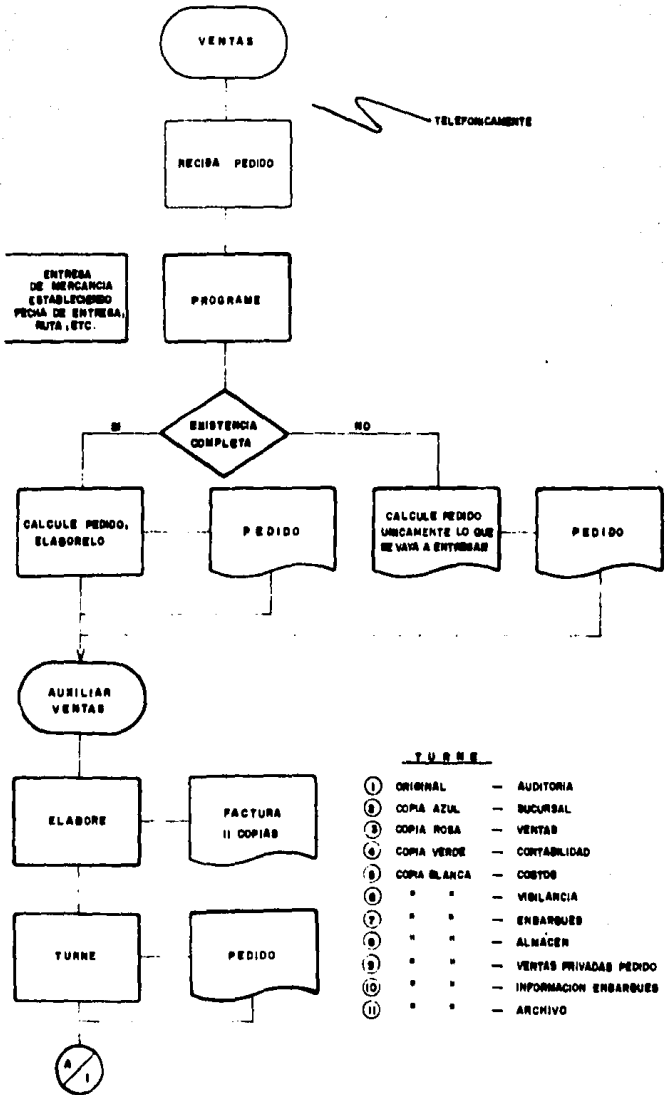 VENTAS
TELEFONICAMENTE
RECIBA PEDIDO
ENTREGA
DE MERCANCIA
ESTABLECIENDO
FECHA DE ENTREGA,
RUTA, ETC.
PROGRAME
EXISTENCIA
COMPLETA
SI
NO
CALCULE PEDIDO,
ELABORELO
PEDIDO
CALCULE PEDIDO
UNICAMENTE LO QUE
SE VAYA A ENTREGAR
PEDIDO
AUXILIAR
VENTAS
ELABORE
FACTURA
11 COPIAS
TURNE
PEDIDO
A/1
TURNE
1 ORIGINAL — AUDITORIA
2 COPIA AZUL — SUCURSAL
3 COPIA ROSA — VENTAS
4 COPIA VERDE — CONTABILIDAD
5 COPIA BLANCA — COSTOS
6 " " — VIGILANCIA
7 " " — EMBARQUES
8 " " — ALMACEN
9 " " — VENTAS PRIVADAS PEDIDO
10 " " — INFORMACION EMBARQUES
11 " " — ARCHIVO